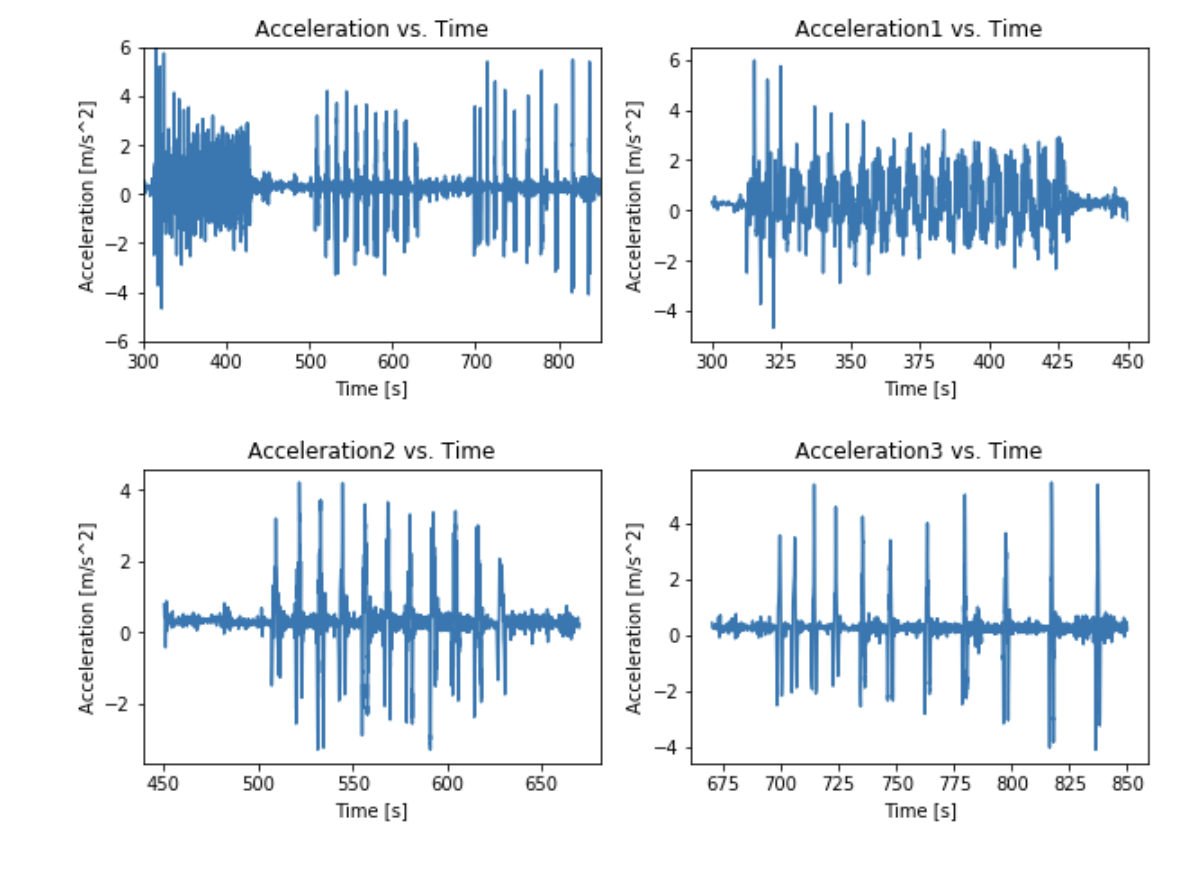 Acceleration vs. Time
Acceleration [m/s^2]
6
4
2
0
−2
−4
−6
300 400 500 600 700 800
Time [s]
Acceleration1 vs. Time
Acceleration [m/s^2]
6
4
2
0
−2
−4
300 325 350 375 400 425 450
Time [s]
Acceleration2 vs. Time
Acceleration [m/s^2]
4
2
0
−2
450 500 550 600 650
Time [s]
Acceleration3 vs. Time
Acceleration [m/s^2]
4
2
0
−2
−4
675 700 725 750 775 800 825 850
Time [s]